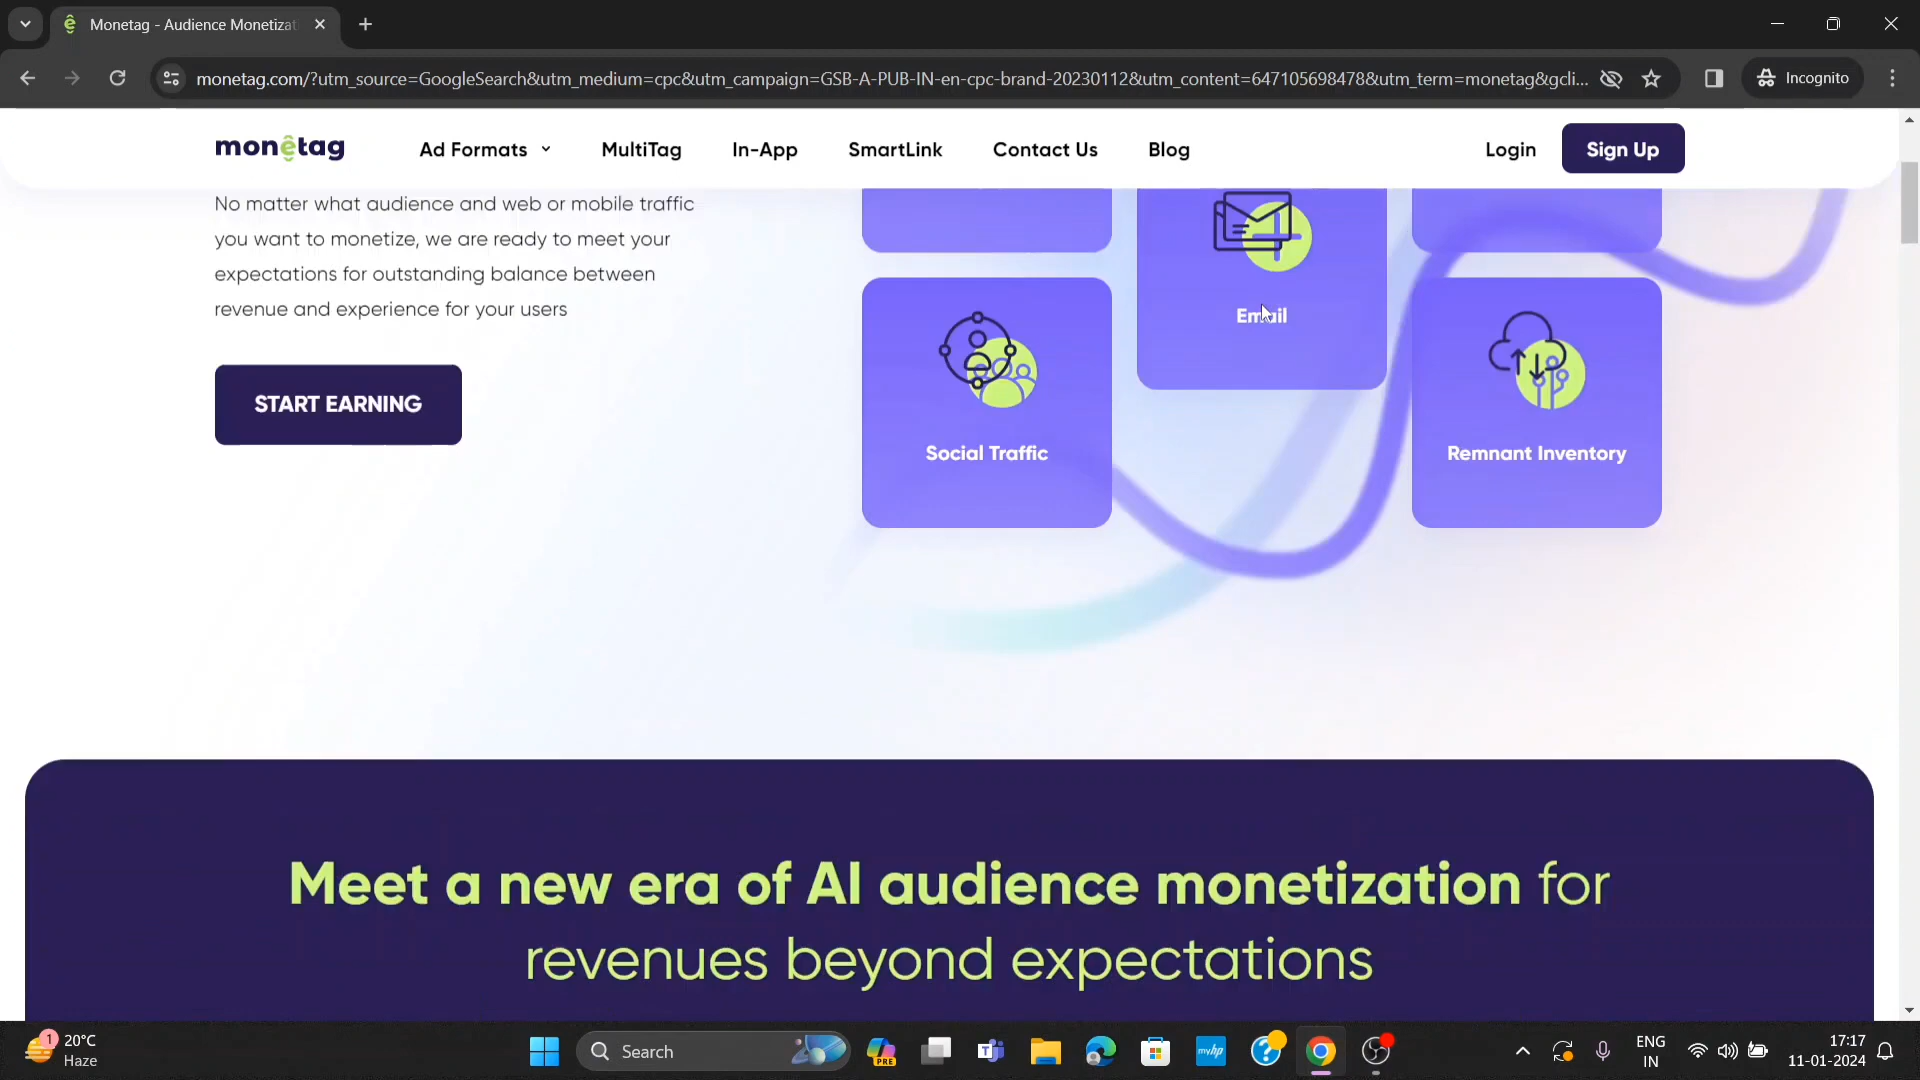 Monetag - Audience Monetizat
monetag.com/?utm_source=GoogleSearch&utm_medium=cpc&utm_campaign=GSB-A-PUB-IN-en-cpc-brand-20230112&utm_content=647105698478&utm_term=monetag&gcli...
Incognito
monetag
Ad Formats
MultiTag
In-App
SmartLink
Contact Us
Blog
Login
Sign Up
No matter what audience and web or mobile traffic
you want to monetize, we are ready to meet your
expectations for outstanding balance between
revenue and experience for your users
START EARNING
Email
Social Traffic
Remnant Inventory
Meet a new era of AI audience monetization for
revenues beyond expectations
1
20°C
Haze
Search
PRE
myhp
ENG
IN
17:17
11-01-2024